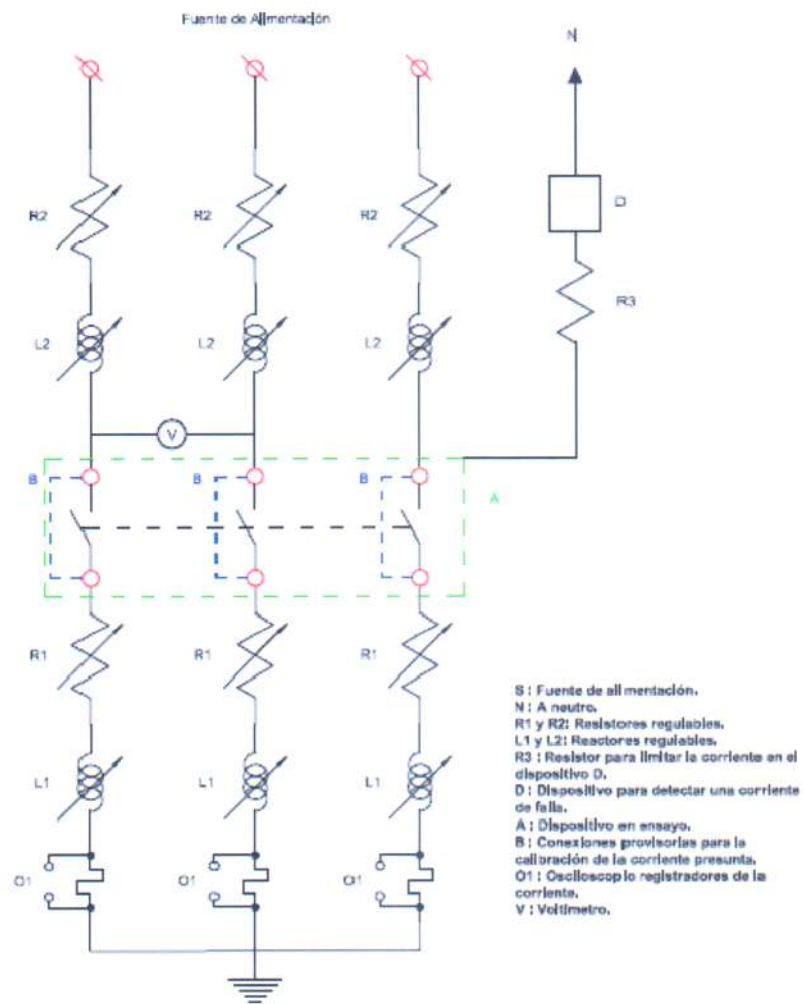 Fuente de Alimentación
N
R2
R2
R2
D
R3
L2
L2
L2
V
B
B
B
A
R1
R1
R1
L1
L1
L1
O1
O1
O1
S : Fuente de alimentación.
N : A neutro.
R1 y R2: Resistores regulables.
L1 y L2: Reactores regulables.
R3 : Resistor para limitar la corriente en el
dispositivo D.
D : Dispositivo para detectar una corriente
de falla.
A : Dispositivo en ensayo.
B : Conexiones provisorias para la
calibración de la corriente presunta.
O1 : Osciloscopio registradores de la
corriente.
V : Voltímetro.